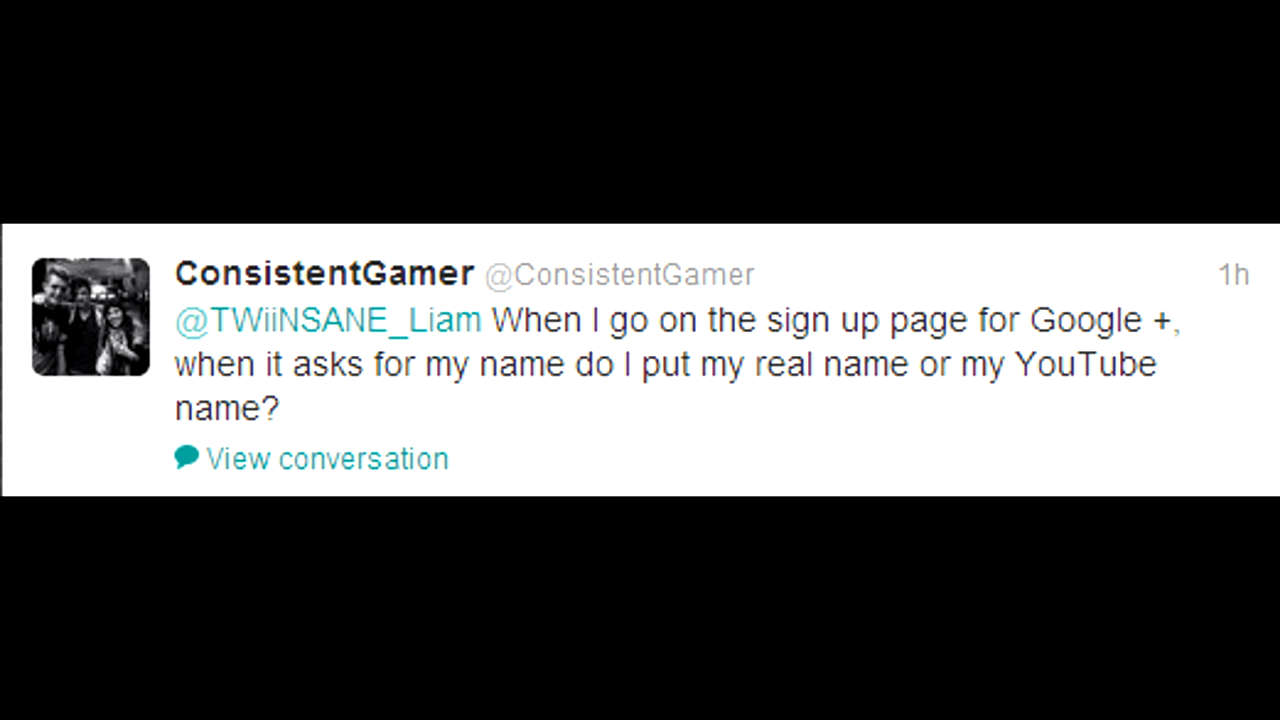 ConsistentGamer @ConsistentGamer 1h
@TWiiNSANE_Liam When I go on the sign up page for Google +,
when it asks for my name do I put my real name or my YouTube
name?
View conversation